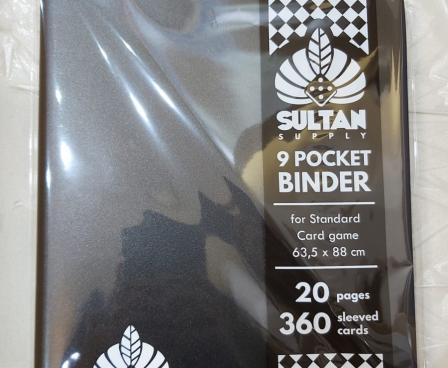 SULTAN
SUPPLY
9 POCKET
BINDER
for Standard
Card game
63,5 x 88 cm
20 pages
360 sleeved
cards